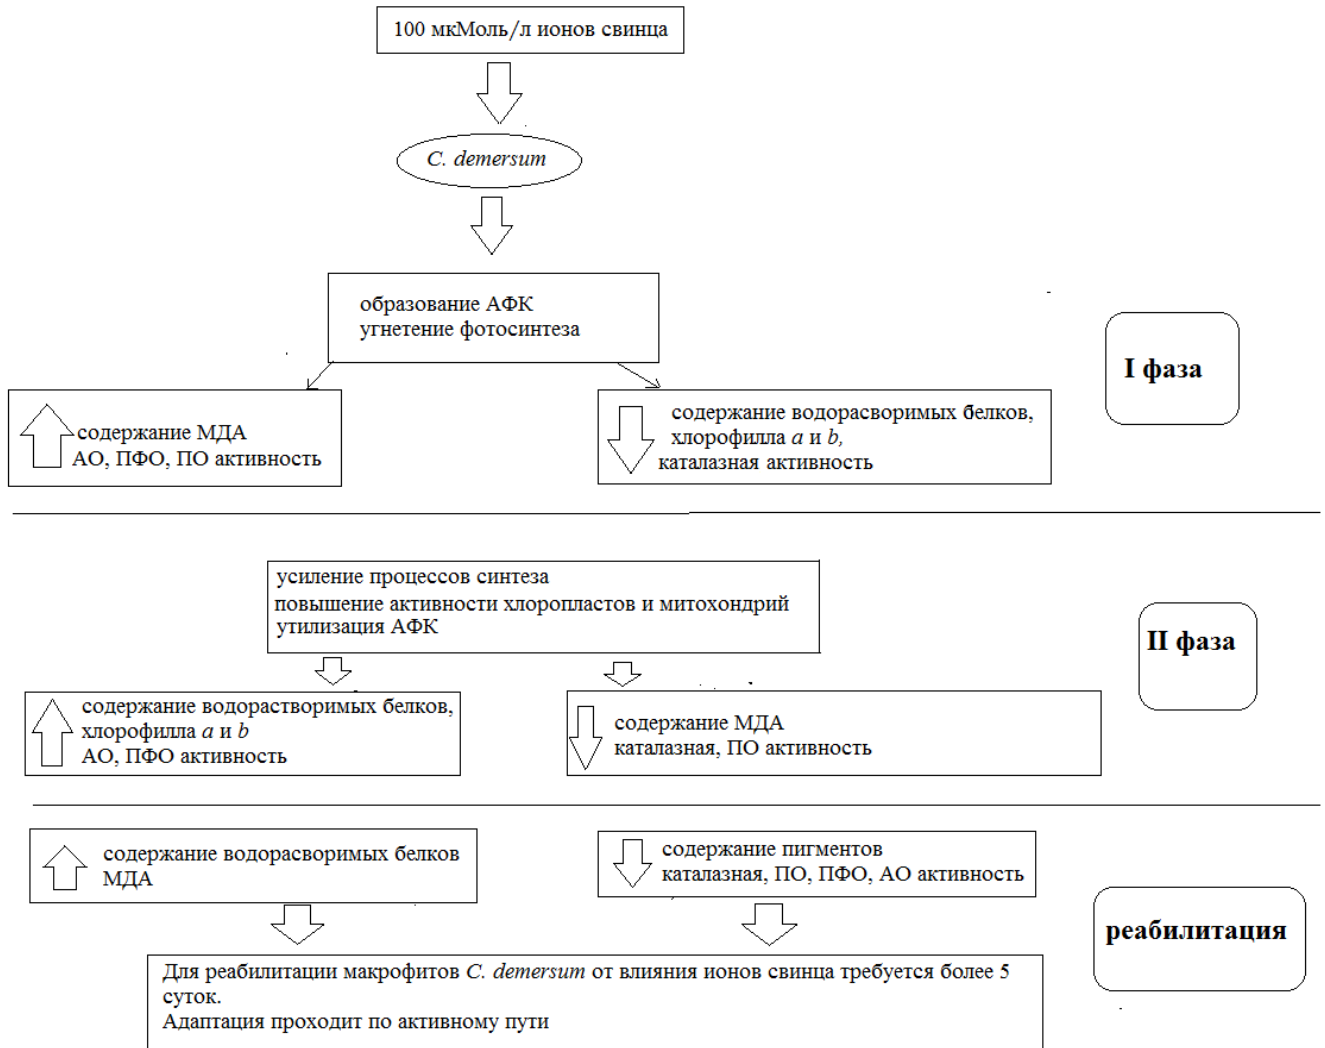 100 мкМоль/л ионов свинца
C. demersum
образование АФК
угнетение фотосинтеза
I фаза
содержание МДА
АО, ПФО, ПО активность
содержание водорасворимых белков,
хлорофилла a и b,
каталазная активность
усиление процессов синтеза
повышение активности хлоропластов и митохондрий
утилизация АФК
II фаза
содержание водорастворимых белков,
хлорофилла a и b
АО, ПФО активность
содержание МДА
каталазная, ПО активность
содержание водорасворимых белков
МДА
содержание пигментов
каталазная, ПО, ПФО, АО активность
реабилитация
Для реабилитации макрофитов C. demersum от влияния ионов свинца требуется более 5
суток.
Адаптация проходит по активному пути